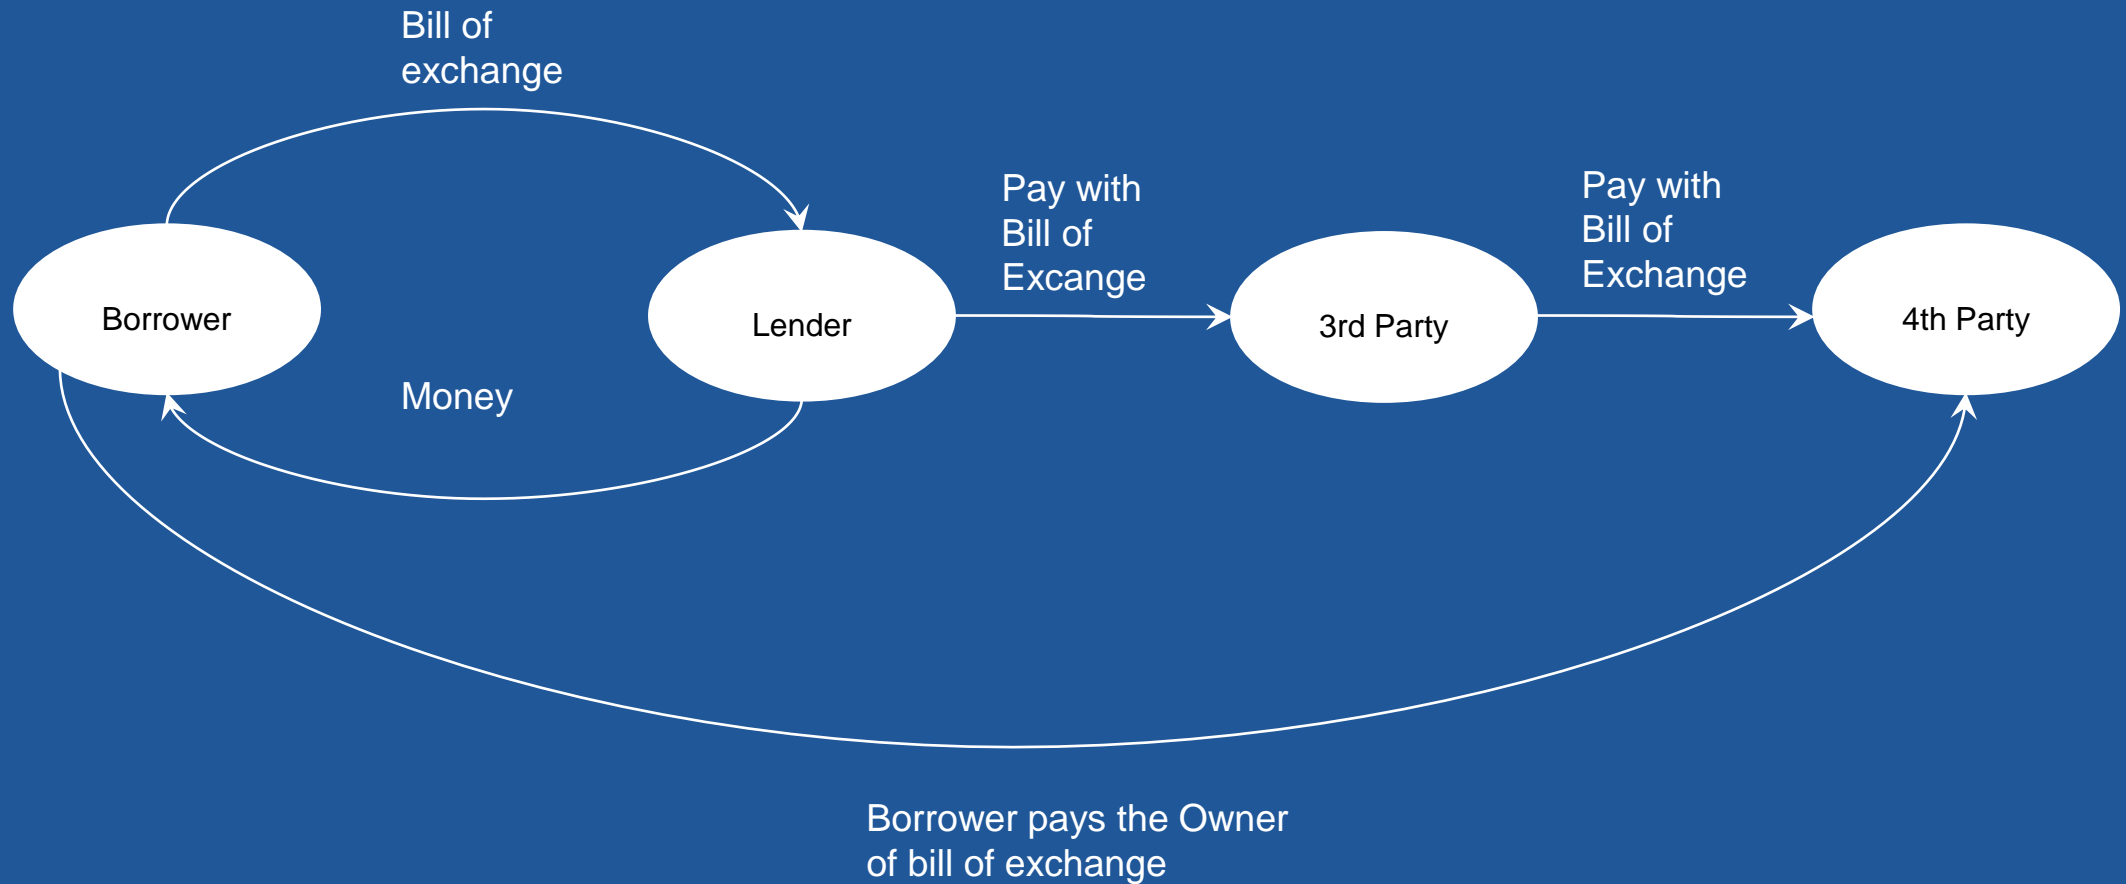 Bill of
exchange
Pay with
Bill of
Excange
Pay with
Bill of
Exchange
Borrower
Lender
3rd Party
4th Party
Money
Borrower pays the Owner
of bill of exchange